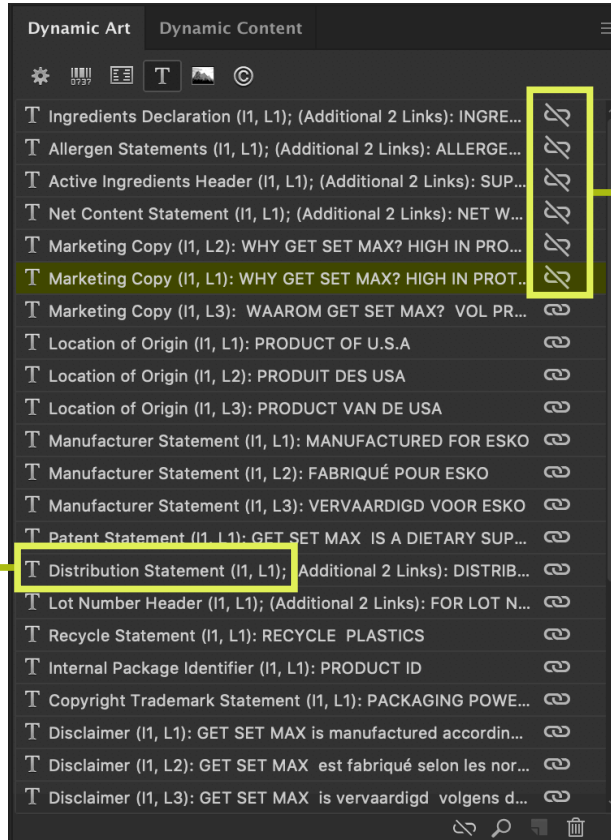 Dynamic Art Dynamic Content
0737 T ©
T Ingredients Declaration (I1, L1); (Additional 2 Links): INGRE...
T Allergen Statements (I1, L1); (Additional 2 Links): ALLERGE...
T Active Ingredients Header (I1, L1); (Additional 2 Links): SUP...
T Net Content Statement (I1, L1); (Additional 2 Links): NET W...
T Marketing Copy (I1, L2): WHY GET SET MAX? HIGH IN PRO...
T Marketing Copy (I1, L1): WHY GET SET MAX? HIGH IN PROT...
T Marketing Copy (I1, L3): WAAROM GET SET MAX? VOL PR...
T Location of Origin (I1, L1): PRODUCT OF U.S.A
T Location of Origin (I1, L2): PRODUIT DES USA
T Location of Origin (I1, L3): PRODUCT VAN DE USA
T Manufacturer Statement (I1, L1): MANUFACTURED FOR ESKO
T Manufacturer Statement (I1, L2): FABRIQUÉ POUR ESKO
T Manufacturer Statement (I1, L3): VERVAARDIGD VOOR ESKO
T Patent Statement (I1, L1): GET SET MAX IS A DIETARY SUP...
T Distribution Statement (I1, L1); (Additional 2 Links): DISTRIB...
T Lot Number Header (I1, L1); (Additional 2 Links): FOR LOT N...
T Recycle Statement (I1, L1): RECYCLE PLASTICS
T Internal Package Identifier (I1, L1): PRODUCT ID
T Copyright Trademark Statement (I1, L1): PACKAGING POWE...
T Disclaimer (I1, L1): GET SET MAX is manufactured accordin...
T Disclaimer (I1, L2): GET SET MAX est fabriqué selon les nor...
T Disclaimer (I1, L3): GET SET MAX is vervaardigd volgens d...